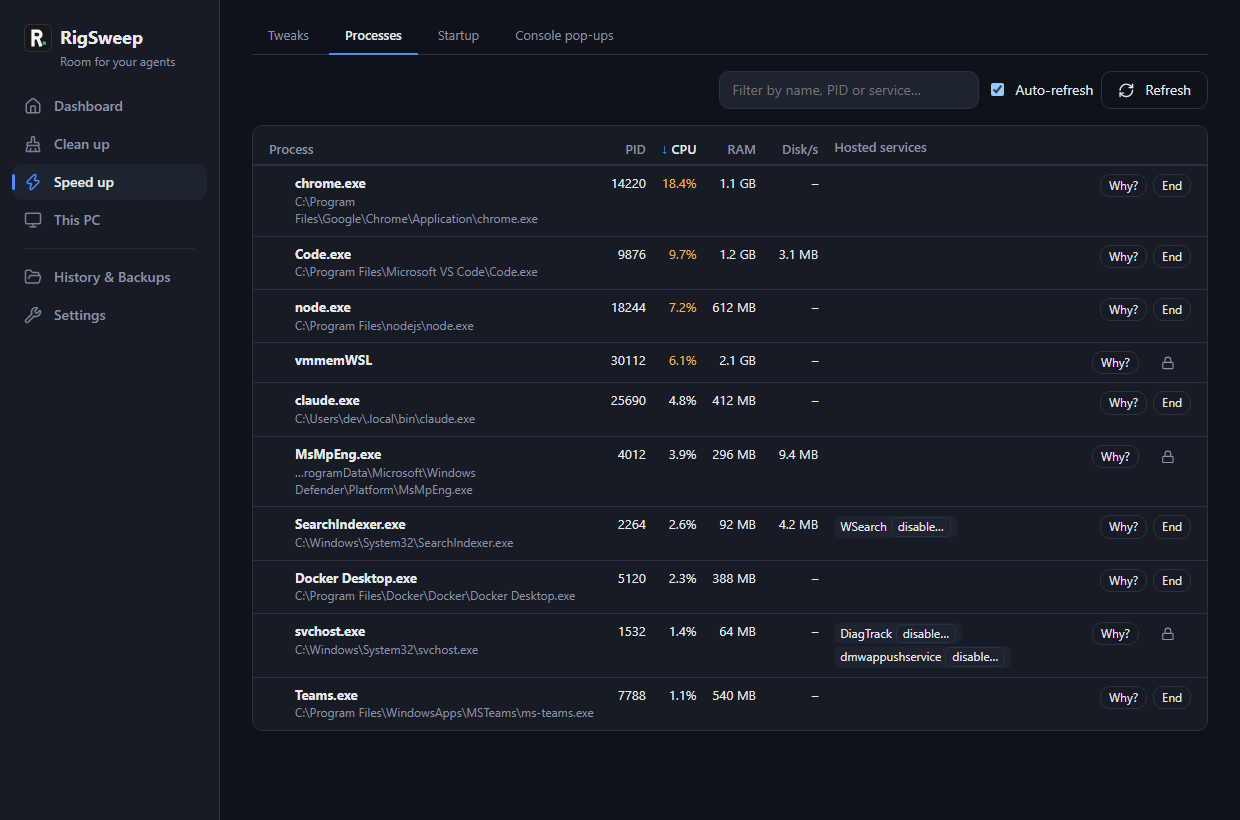 R.
RigSweep
Room for your agents
Dashboard
Clean up
Speed up
This PC
History & Backups
Settings
Tweaks Processes Startup Console pop-ups
Filter by name, PID or service...
Auto-refresh
Refresh
Process PID ↓ CPU RAM Disk/s Hosted services
chrome.exe 14220 18.4% 1.1 GB – Why? End
C:\Program
Files\Google\Chrome\Application\chrome.exe
Code.exe 9876 9.7% 1.2 GB 3.1 MB Why? End
C:\Program Files\Microsoft VS Code\Code.exe
node.exe 18244 7.2% 612 MB – Why? End
C:\Program Files\nodejs\node.exe
vmmemWSL 30112 6.1% 2.1 GB – Why?
claude.exe 25690 4.8% 412 MB – Why? End
C:\Users\dev\.local\bin\claude.exe
MsMpEng.exe 4012 3.9% 296 MB 9.4 MB Why?
...rogramData\Microsoft\Windows
Defender\Platform\MsMpEng.exe
SearchIndexer.exe 2264 2.6% 92 MB 4.2 MB WSearch disable... Why? End
C:\Windows\System32\SearchIndexer.exe
Docker Desktop.exe 5120 2.3% 388 MB – Why? End
C:\Program Files\Docker\Docker\Docker Desktop.exe
svchost.exe 1532 1.4% 64 MB – DiagTrack disable... Why?
C:\Windows\System32\svchost.exe dmwappushservice disable...
Teams.exe 7788 1.1% 540 MB – Why? End
C:\Program Files\WindowsApps\MSTeams\ms-teams.exe